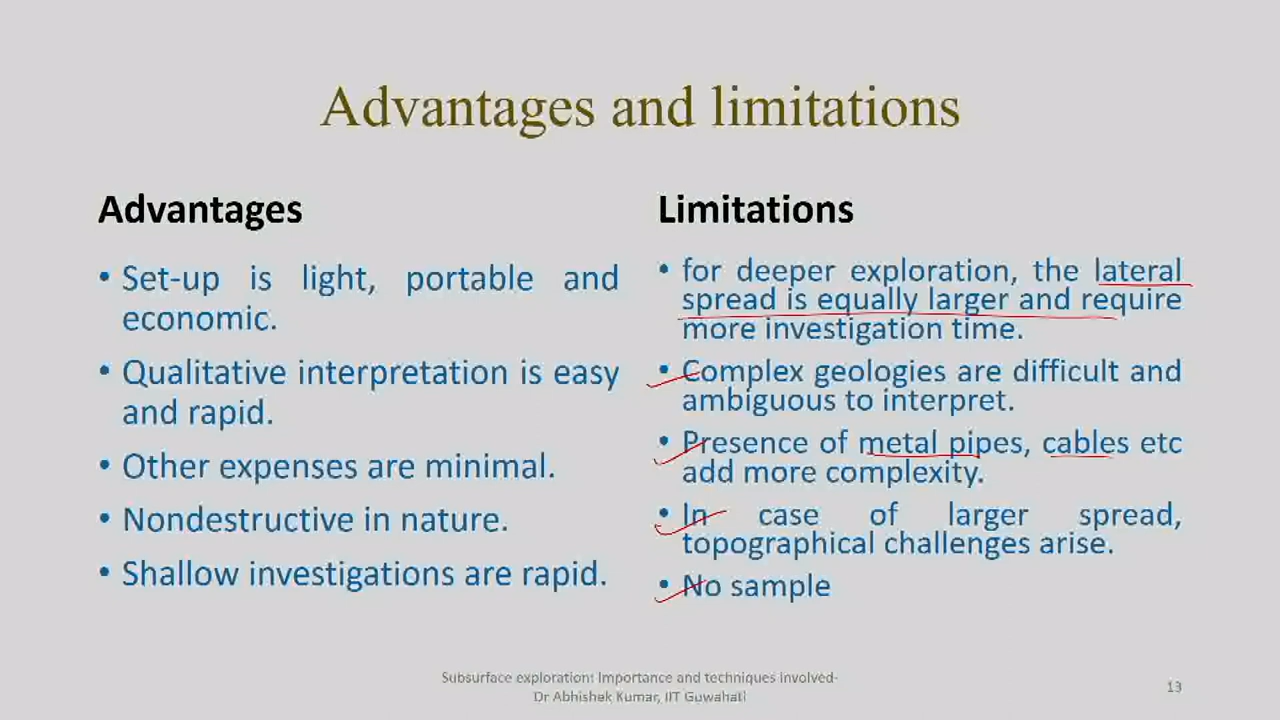 Advantages and limitations
Advantages
• Set-up is light, portable and
economic.
• Qualitative interpretation is easy
and rapid.
• Other expenses are minimal.
• Nondestructive in nature.
• Shallow investigations are rapid.
Limitations
• for deeper exploration, the lateral
spread is equally larger and require
more investigation time.
• Complex geologies are difficult and
ambiguous to interpret.
• Presence of metal pipes, cables etc
add more complexity.
• In case of larger spread,
topographical challenges arise.
• No sample
Subsurface exploration: Importance and techniques involved-
Dr Abhishek Kumar, IIT Guwahati
13